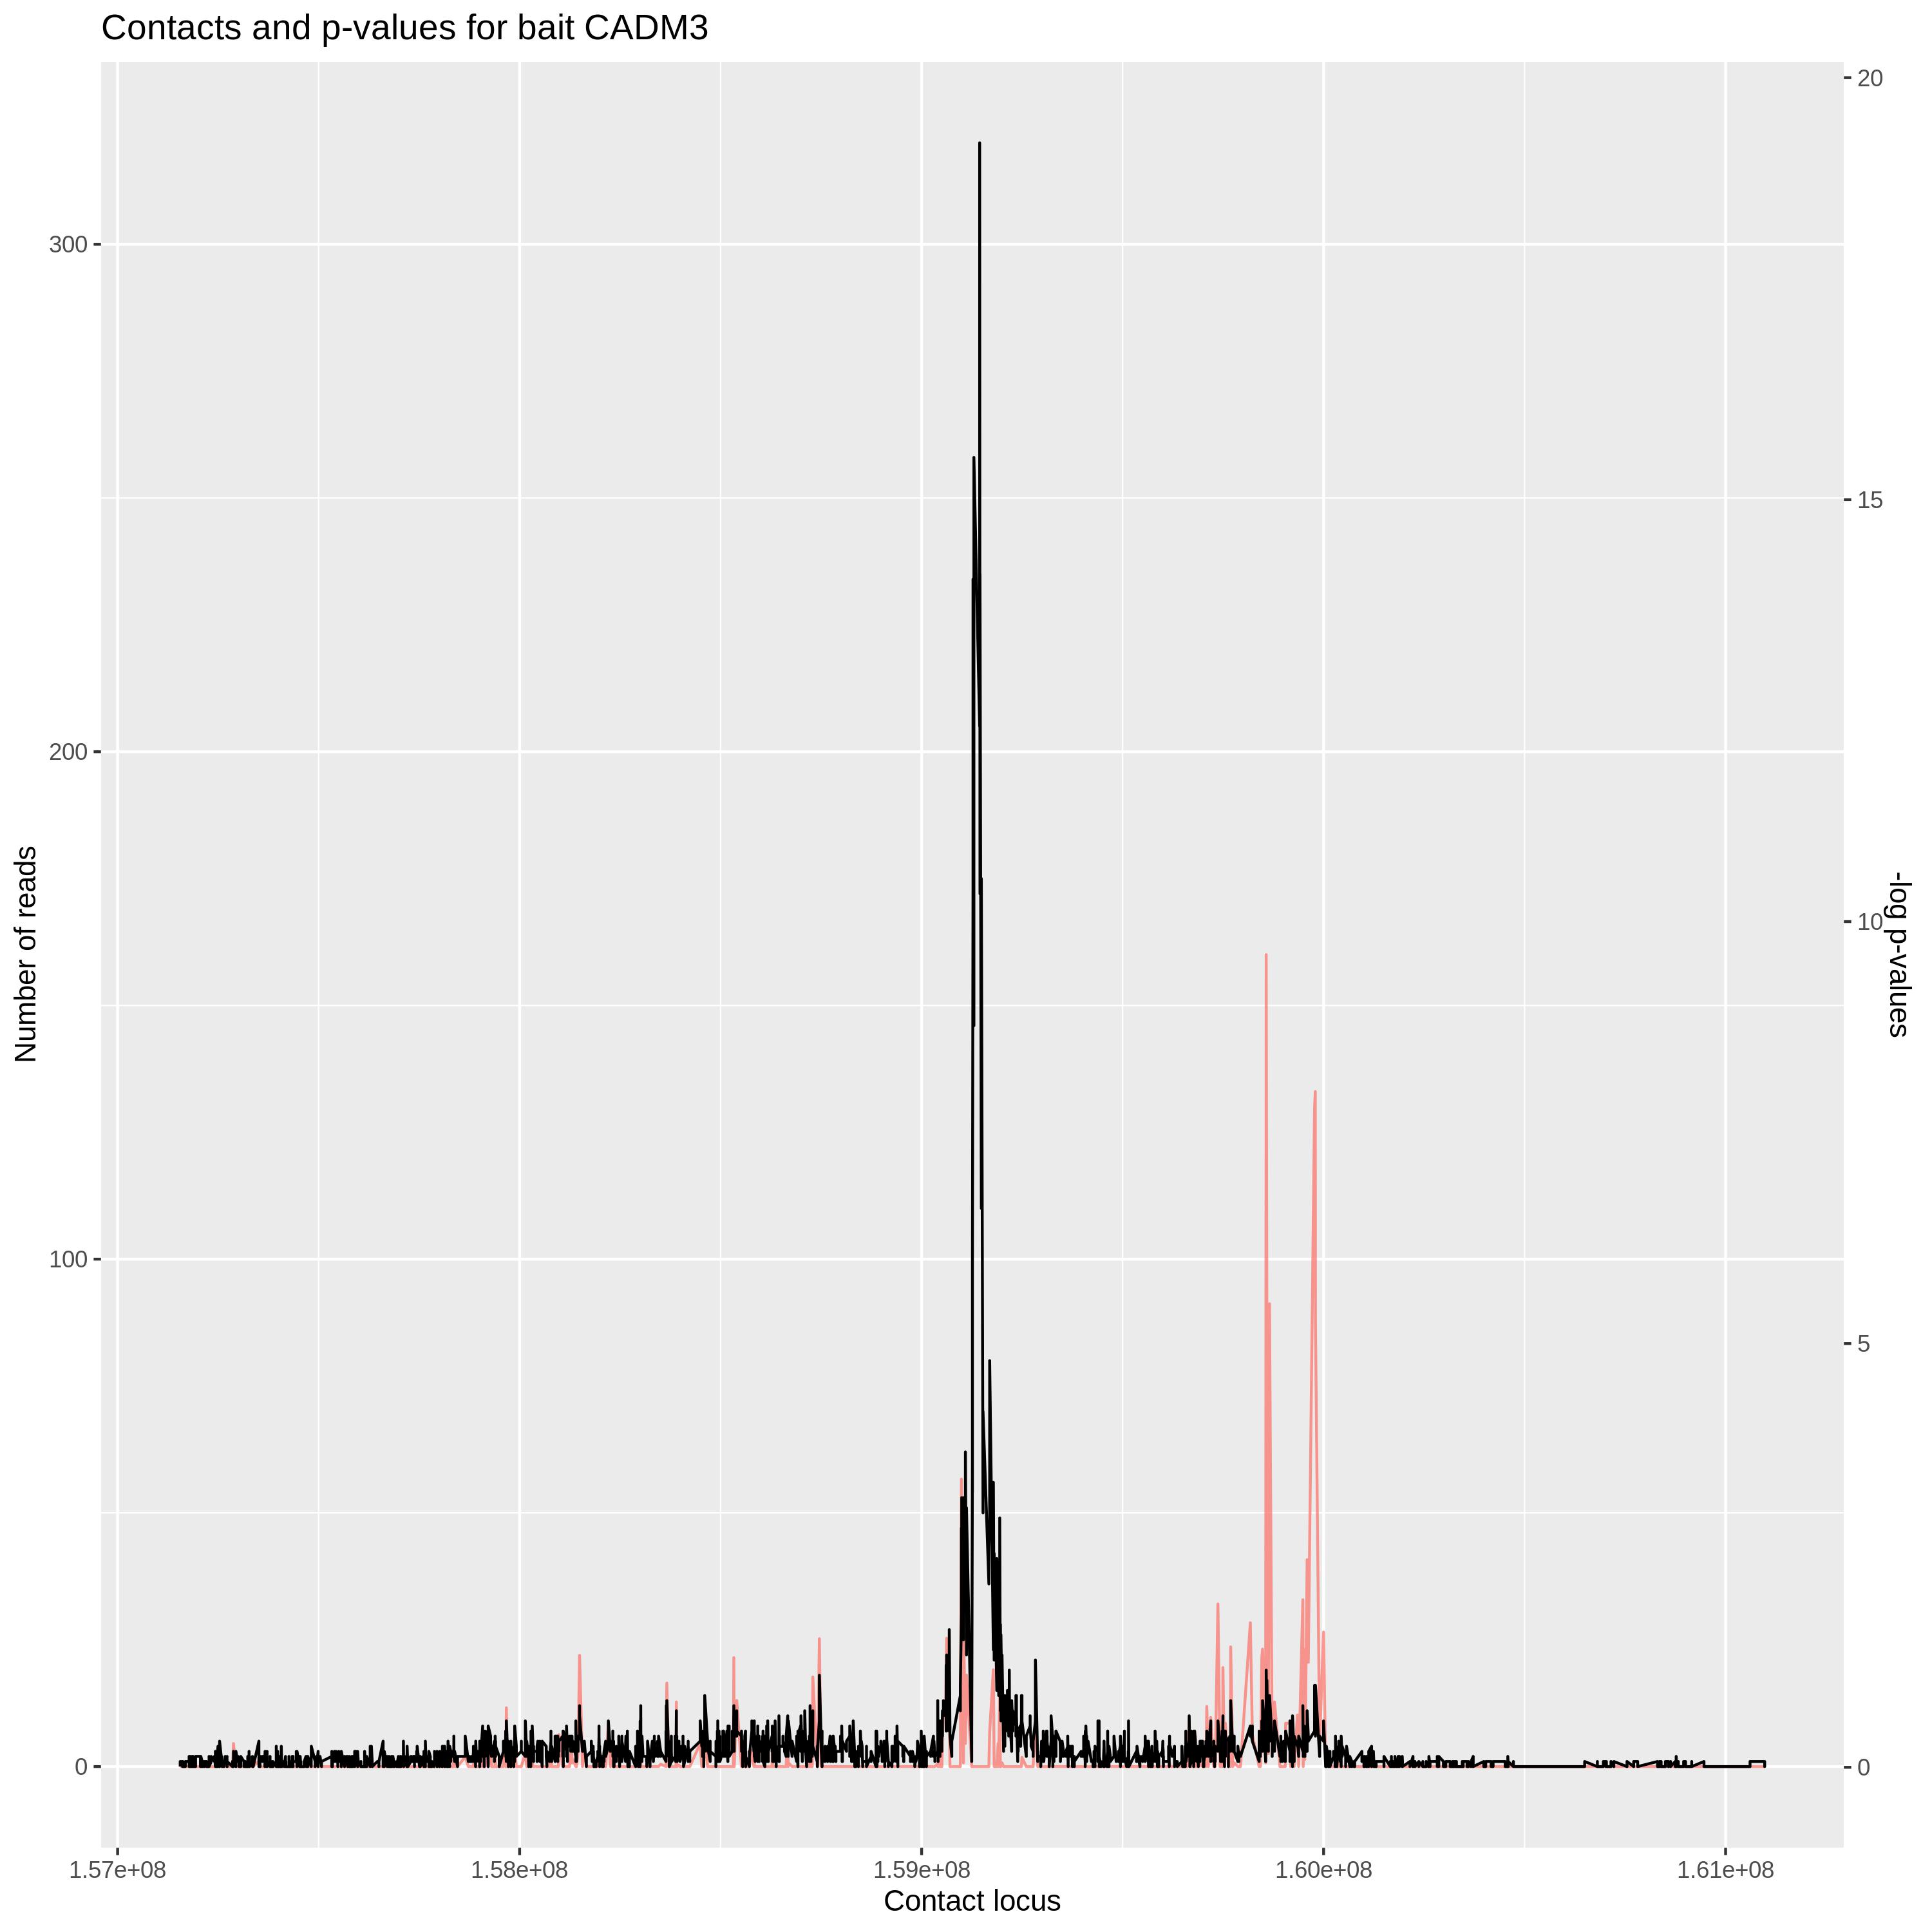 Contacts and p-values for bait CADM3
20
300
15
200
Number of reads
10
-log p-values
100
5
0
0
1.57e+08
1.58e+08
1.59e+08
1.60e+08
1.61e+08
Contact locus